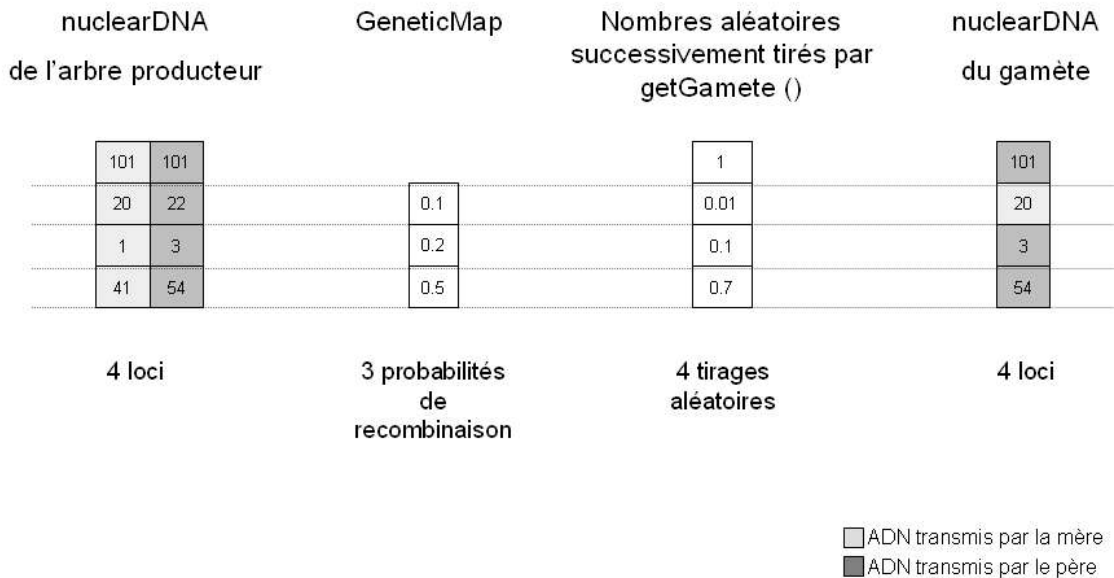 nuclearDNA
de l'arbre producteur
GeneticMap
Nombres aléatoires
successivement tirés par
getGamete ()
nuclearDNA
du gamète
101 101 1 101
20 22 0.1 0.01 20
1 3 0.2 0.1 3
41 54 0.5 0.7 54
4 loci
3 probabilités
de
recombinaison
4 tirages
aléatoires
4 loci
ADN transmis par la mère
ADN transmis par le père